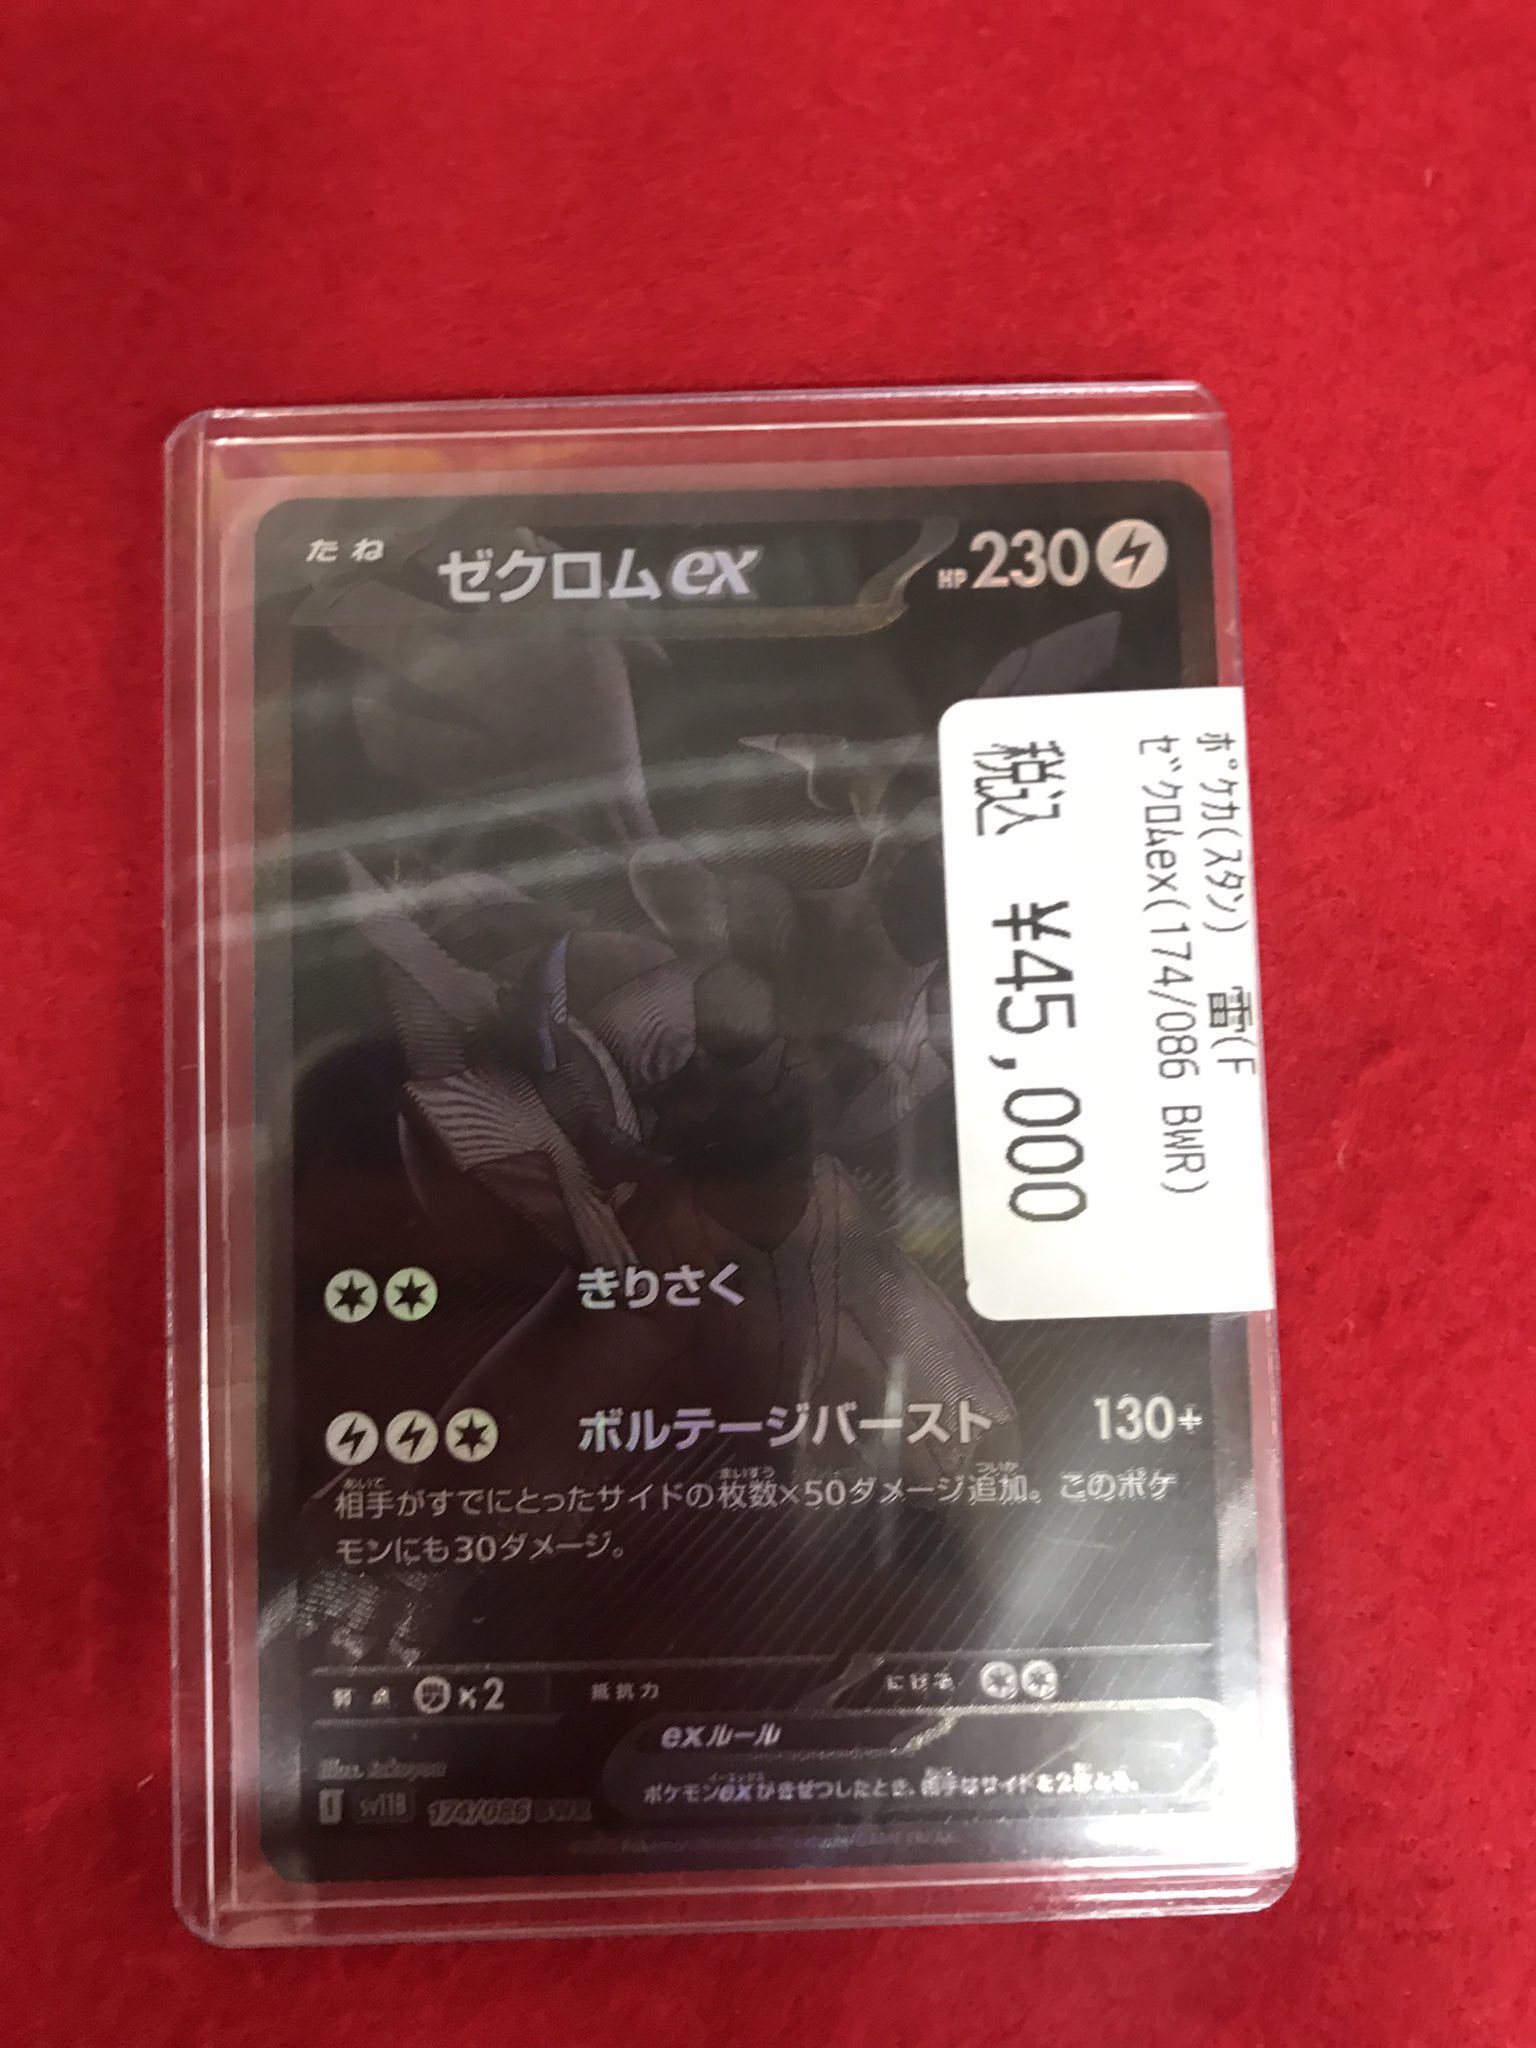 たね ゼクロムex HP230
ポケカ(スタン) 雷(F
ゼクロムex(174/086 BWR)
税込 ¥45,000
きりさく
ボルテージバースト 130+
相手がすでにとったサイドの枚数×50ダメージ追加。このポケ
モンにも30ダメージ。
弱点 ×2 抵抗力 にげる
exルール
ポケモンexがきぜつしたとき、相手はサイドを2枚とる。
I sv11B 174/086 BWR